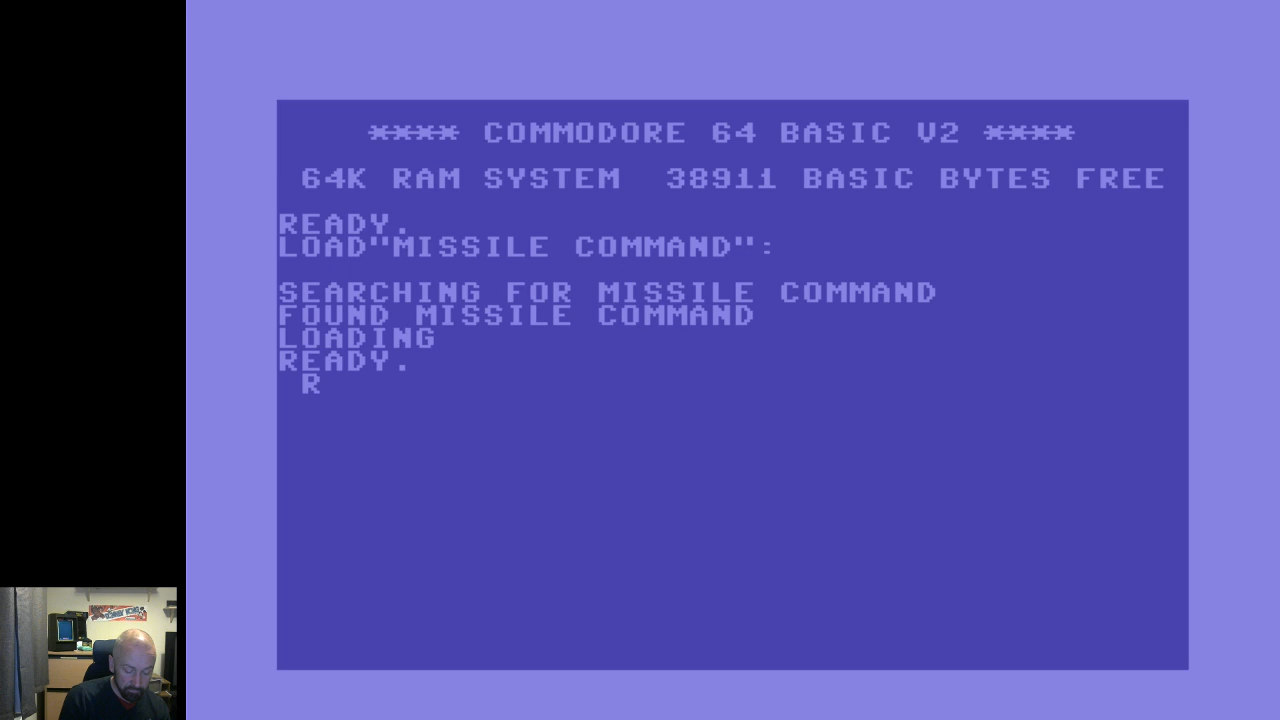 **** COMMODORE 64 BASIC V2 ****
64K RAM SYSTEM  38911 BASIC BYTES FREE
READY.
LOAD"MISSILE COMMAND":
SEARCHING FOR MISSILE COMMAND
FOUND MISSILE COMMAND
LOADING
READY.
R